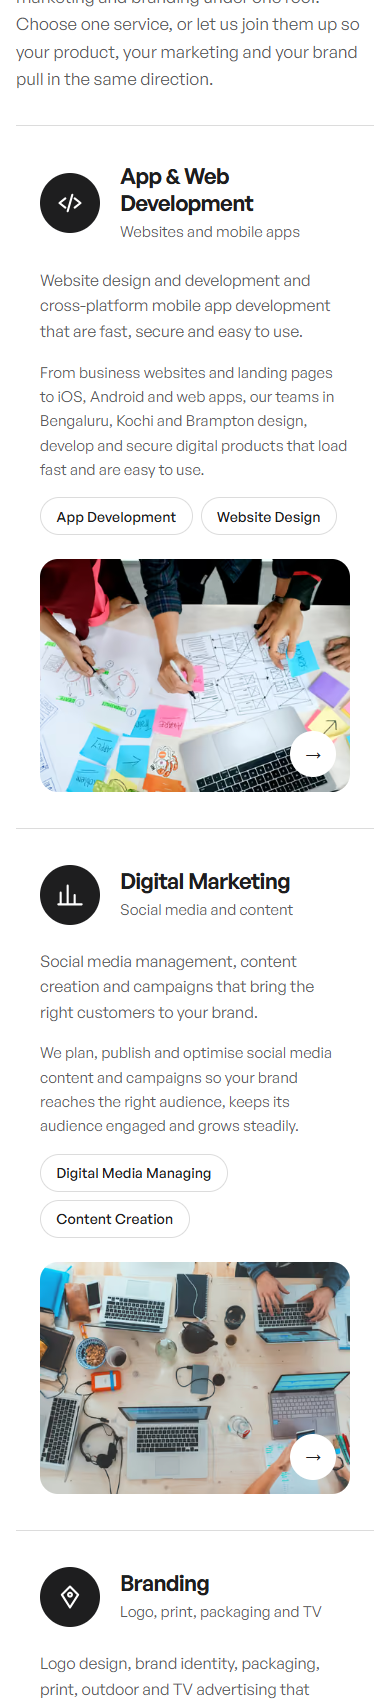 marketing and branding under one roof.
Choose one service, or let us join them up so
your product, your marketing and your brand
pull in the same direction.
App & Web
Development
Websites and mobile apps
Website design and development and
cross-platform mobile app development
that are fast, secure and easy to use.
From business websites and landing pages
to iOS, Android and web apps, our teams in
Bengaluru, Kochi and Brampton design,
develop and secure digital products that load
fast and are easy to use.
App Development
Website Design
Digital Marketing
Social media and content
Social media management, content
creation and campaigns that bring the
right customers to your brand.
We plan, publish and optimise social media
content and campaigns so your brand
reaches the right audience, keeps its
audience engaged and grows steadily.
Digital Media Managing
Content Creation
Branding
Logo, print, packaging and TV
Logo design, brand identity, packaging,
print, outdoor and TV advertising that